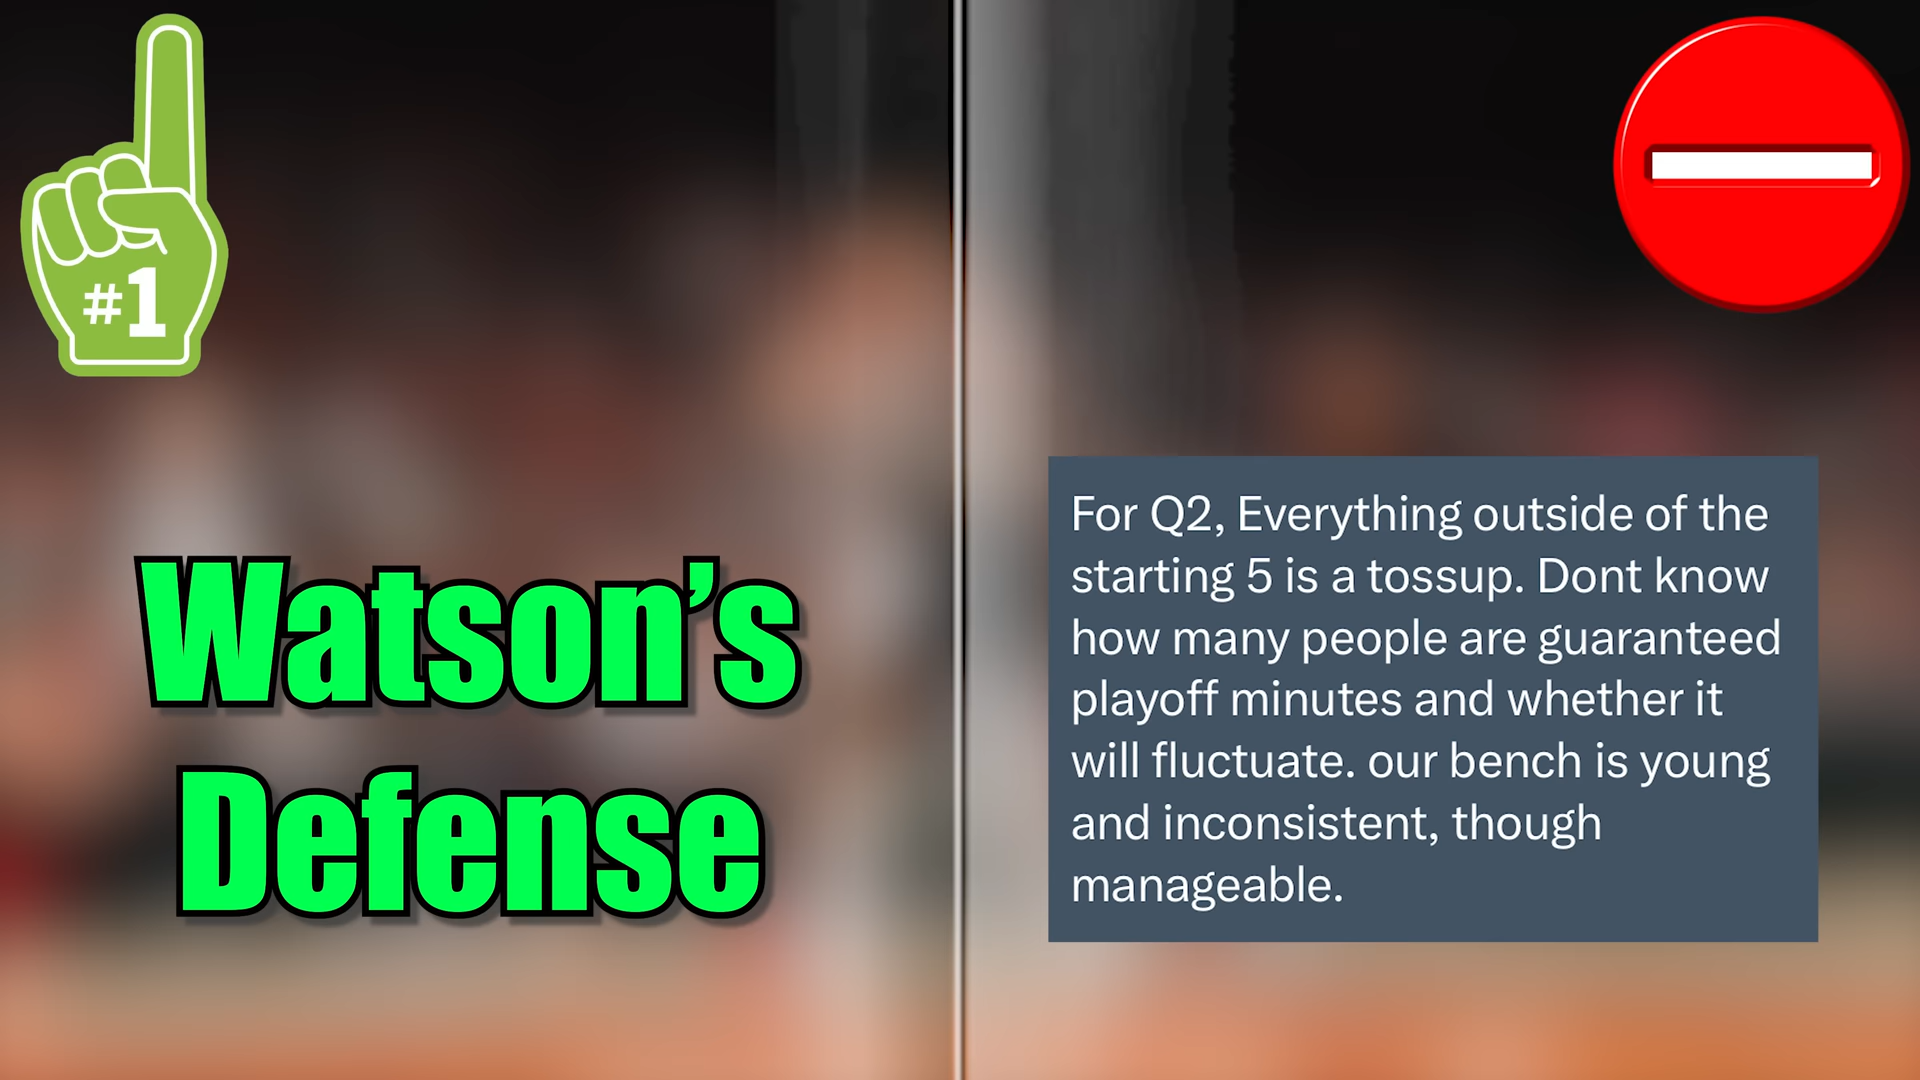 #1
Watson’s
Defense
For Q2, Everything outside of the
starting 5 is a tossup. Dont know
how many people are guaranteed
playoff minutes and whether it
will fluctuate. our bench is young
and inconsistent, though
manageable.